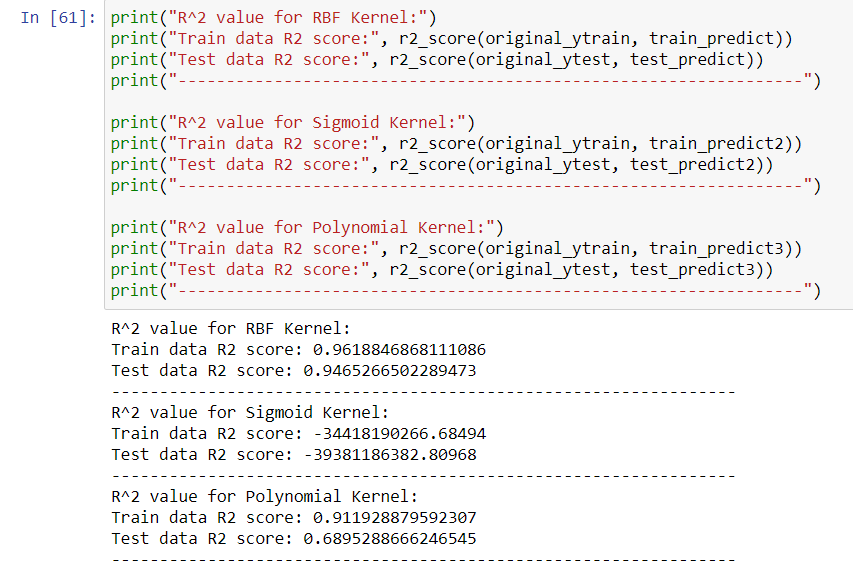 In [61]: print("R^2 value for RBF Kernel:")
print("Train data R2 score:", r2_score(original_ytrain, train_predict))
print("Test data R2 score:", r2_score(original_ytest, test_predict))
print("-----------------------------------------------------------------")
print("R^2 value for Sigmoid Kernel:")
print("Train data R2 score:", r2_score(original_ytrain, train_predict2))
print("Test data R2 score:", r2_score(original_ytest, test_predict2))
print("-----------------------------------------------------------------")
print("R^2 value for Polynomial Kernel:")
print("Train data R2 score:", r2_score(original_ytrain, train_predict3))
print("Test data R2 score:", r2_score(original_ytest, test_predict3))
print("-----------------------------------------------------------------")
R^2 value for RBF Kernel:
Train data R2 score: 0.9618846868111086
Test data R2 score: 0.9465266502289473
-----------------------------------------------------------------
R^2 value for Sigmoid Kernel:
Train data R2 score: -34418190266.68494
Test data R2 score: -39381186382.80968
-----------------------------------------------------------------
R^2 value for Polynomial Kernel:
Train data R2 score: 0.911928879592307
Test data R2 score: 0.6895288666246545
-----------------------------------------------------------------